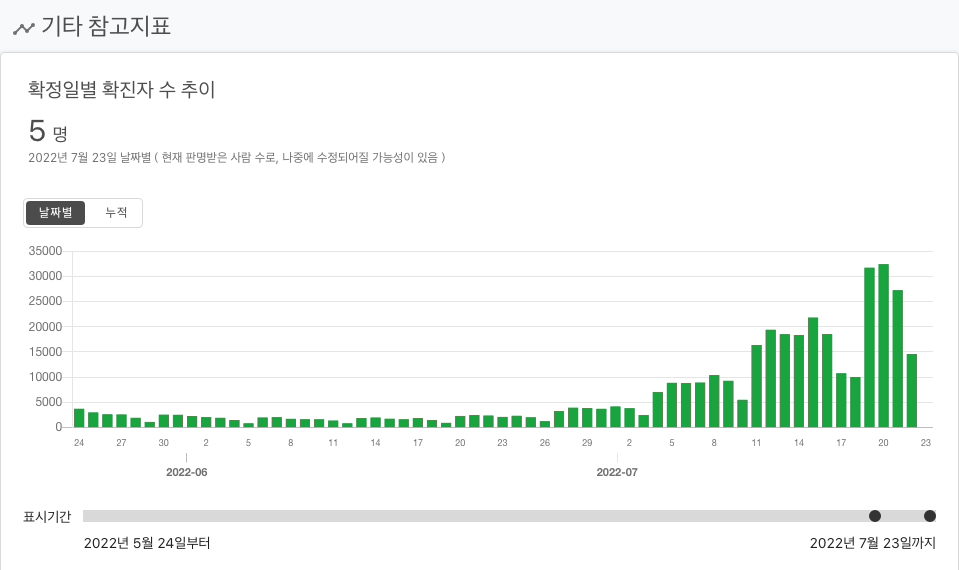 기타 참고지표
확정일별 확진자 수 추이
5 명
2022년 7월 23일 날짜별 ( 현재 판명받은 사람 수로, 나중에 수정되어질 가능성이 있음 )
날짜별 누적
35000
30000
25000
20000
15000
10000
5000
0
24 27 30 2 5 8 11 14 17 20 23 26 29 2 5 8 11 14 17 20 23
2022-06 2022-07
표시기간
2022년 5월 24일부터 2022년 7월 23일까지